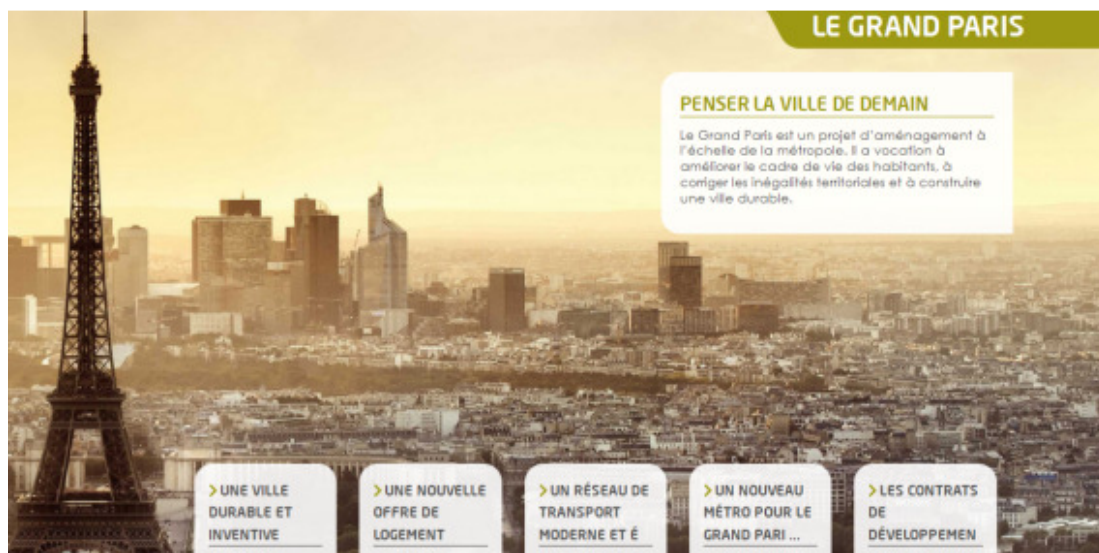 LE GRAND PARIS
PENSER LA VILLE DE DEMAIN
Le Grand Paris est un projet d'aménagement à
l'échelle de la métropole. Il a vocation à
améliorer le cadre de vie des habitants, à
corriger les inégalités territoriales et à construire
une ville durable.
> UNE VILLE
DURABLE ET
INVENTIVE
> UNE NOUVELLE
OFFRE DE
LOGEMENT
> UN RÉSEAU DE
TRANSPORT
MODERNE ET É
> UN NOUVEAU
MÉTRO POUR LE
GRAND PARI ...
> LES CONTRATS
DE
DÉVELOPPEMEN